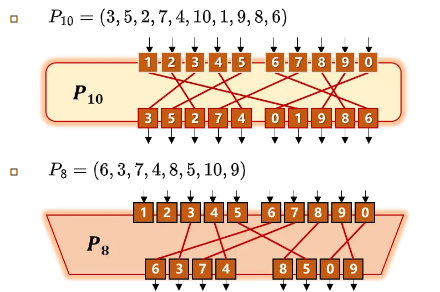 P₁₀ = (3, 5, 2, 7, 4, 10, 1, 9, 8, 6)
1 2 3 4 5 6 7 8 9 0
P₁₀
3 5 2 7 4 0 1 9 8 6
P₈ = (6, 3, 7, 4, 8, 5, 10, 9)
1 2 3 4 5 6 7 8 9 0
P₈
6 3 7 4 8 5 0 9